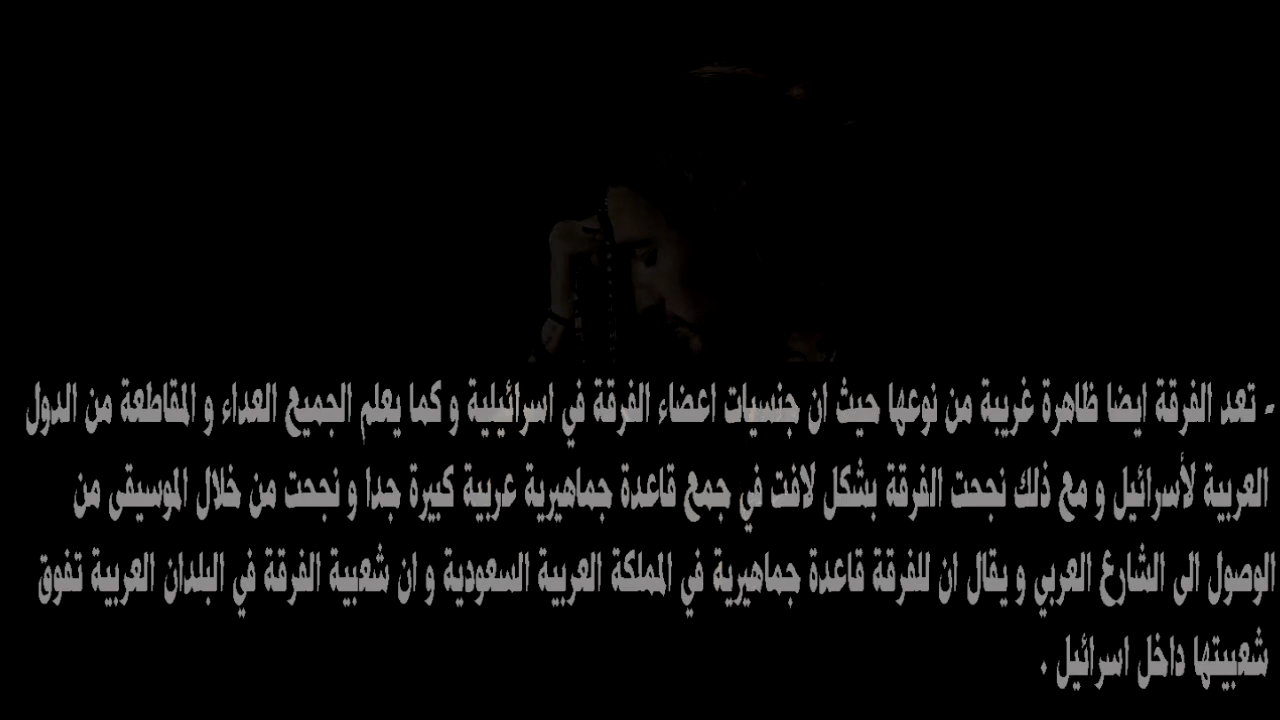 - تعد الفرقة ايضا ظاهرة غريبة من نوعها حيث ان جنسيات اعضاء الفرقة في اسرائيلية و كما يعلم الجميع العداء و المقاطعة من الدول
العربية لأسرائيل و مع ذلك نجحت الفرقة بشكل لافت في جمع قاعدة جماهيرية عربية كبيرة جدا و نجحت من خلال الموسيقى من
الوصول الى الشارع العربي و يقال ان للفرقة قاعدة جماهيرية في المملكة العربية السعودية و ان شعبية الفرقة في البلدان العربية تفوق
شعبيتها داخل اسرائيل .